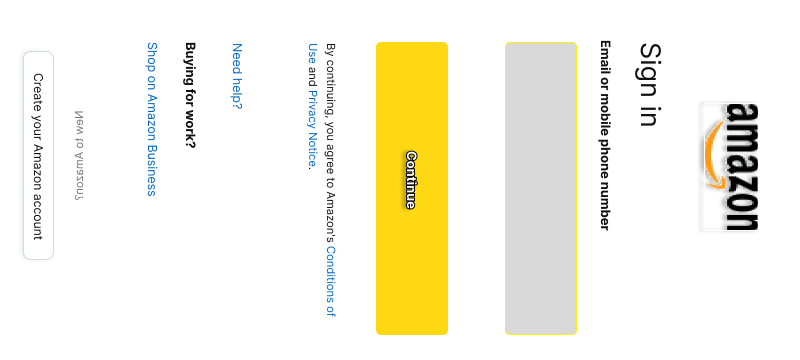 amazon
Sign in
Email or mobile phone number
Continue
By continuing, you agree to Amazon's Conditions of
Use and Privacy Notice.
Need help?
Buying for work?
Shop on Amazon Business
New to Amazon?
Create your Amazon account